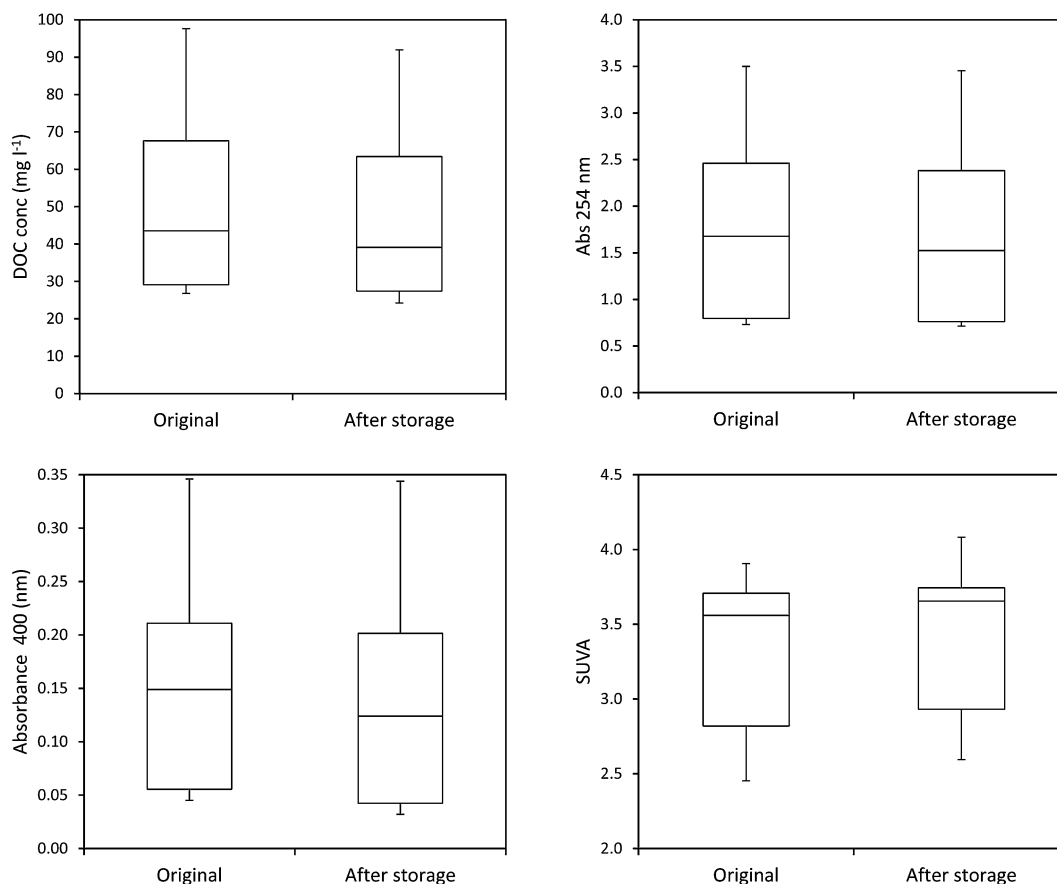 100
90
80
70
60
50
40
30
20
10
0
DOC conc (mg l⁻¹)
Original
After storage
4.0
3.5
3.0
2.5
2.0
1.5
1.0
0.5
0.0
Abs 254 nm
Original
After storage
0.35
0.30
0.25
0.20
0.15
0.10
0.05
0.00
Absorbance 400 (nm)
Original
After storage
4.5
4.0
3.5
3.0
2.5
2.0
SUVA
Original
After storage